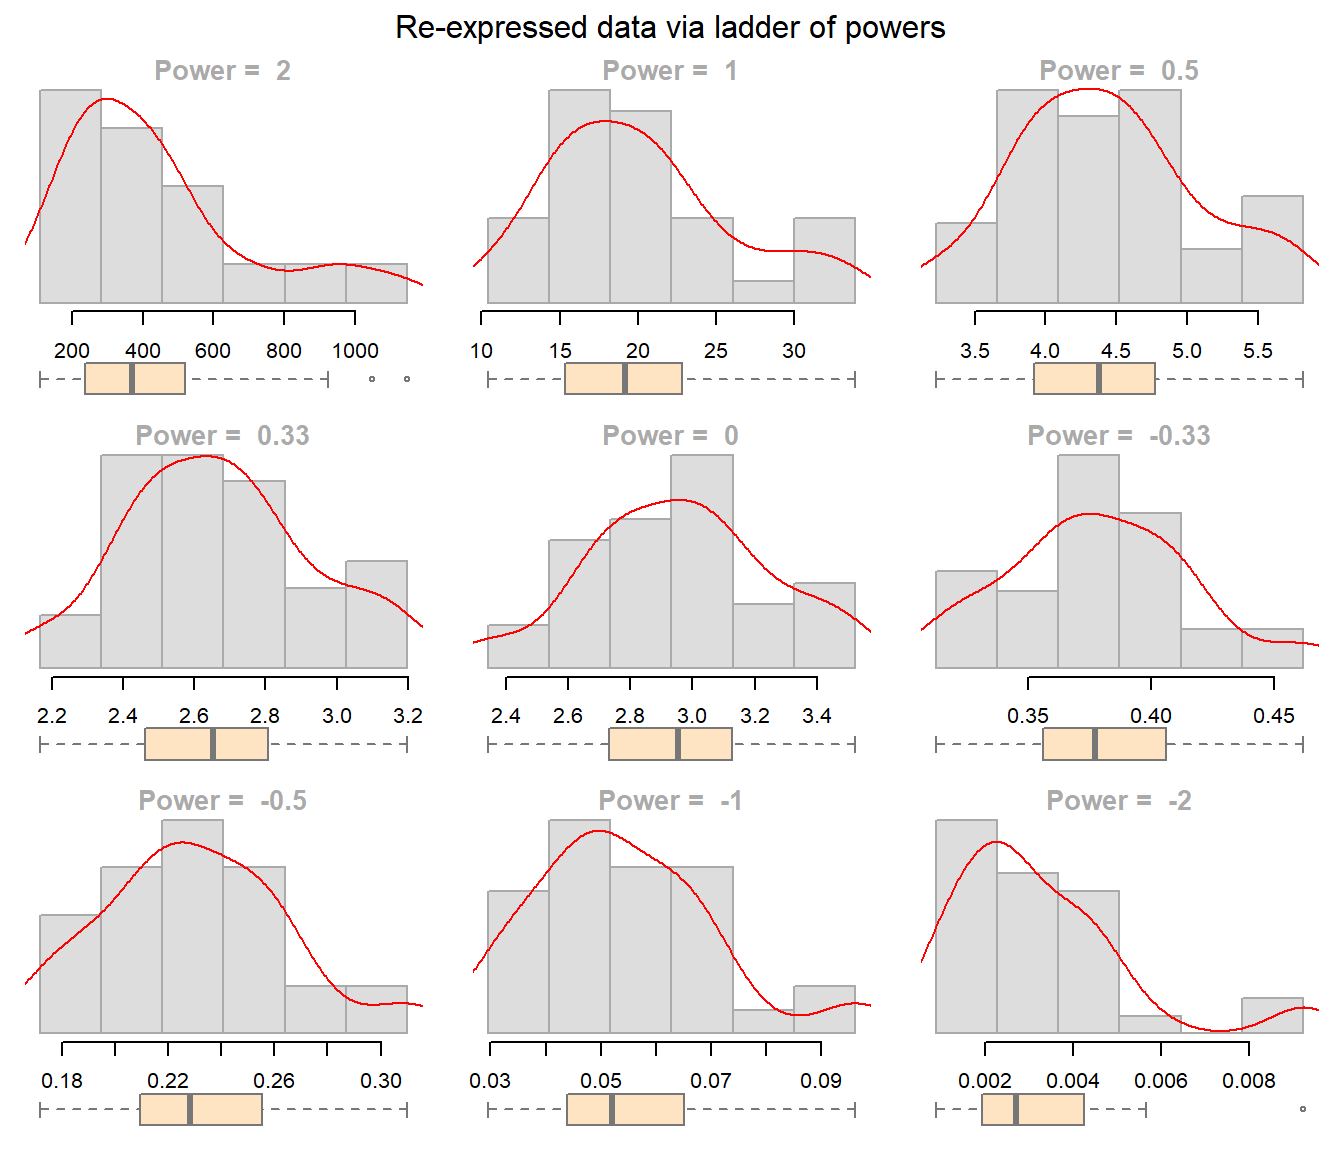 Re-expressed data via ladder of powers
Power = 2
Power = 1
Power = 0.5
200 400 600 800 1000
10 15 20 25 30
3.5 4.0 4.5 5.0 5.5
Power = 0.33
Power = 0
Power = -0.33
2.2 2.4 2.6 2.8 3.0 3.2
2.4 2.6 2.8 3.0 3.2 3.4
0.35 0.40 0.45
Power = -0.5
Power = -1
Power = -2
0.18 0.22 0.26 0.30
0.03 0.05 0.07 0.09
0.002 0.004 0.006 0.008